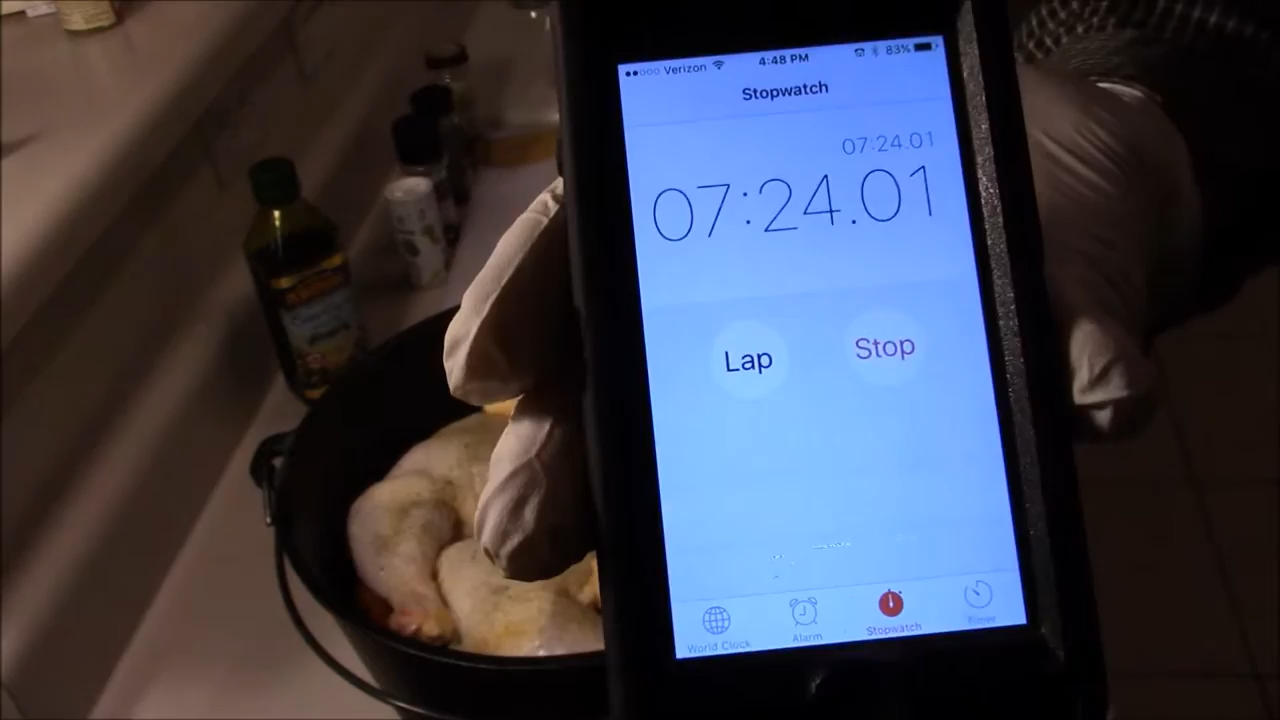 Verizon 4:48 PM 83%
Stopwatch
07:24.01
07:24.01
Lap Stop
World Clock Alarm Stopwatch Timer